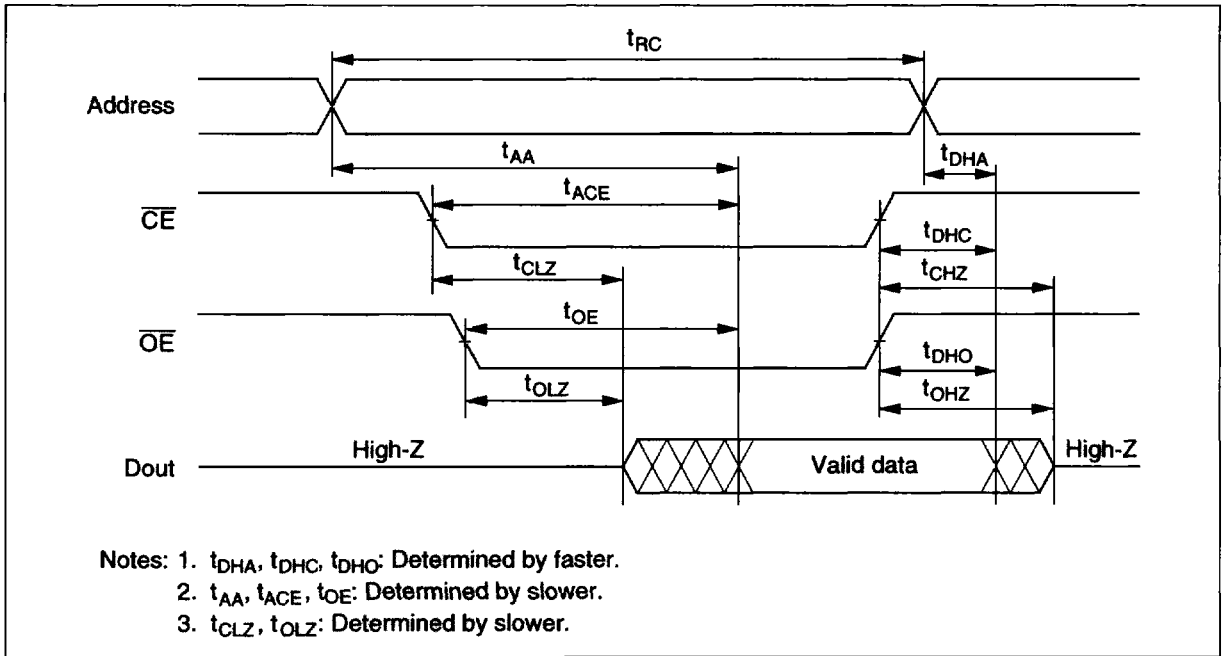 tRC
Address
tAA
tDHA
tACE
CE
tDHC
tCLZ
tCHZ
tOE
OE
tDHO
tOLZ
tOHZ
High-Z
Valid data
High-Z
Dout
Notes: 1. tDHA, tDHC, tDHO: Determined by faster.
2. tAA, tACE, tOE: Determined by slower.
3. tCLZ, tOLZ: Determined by slower.